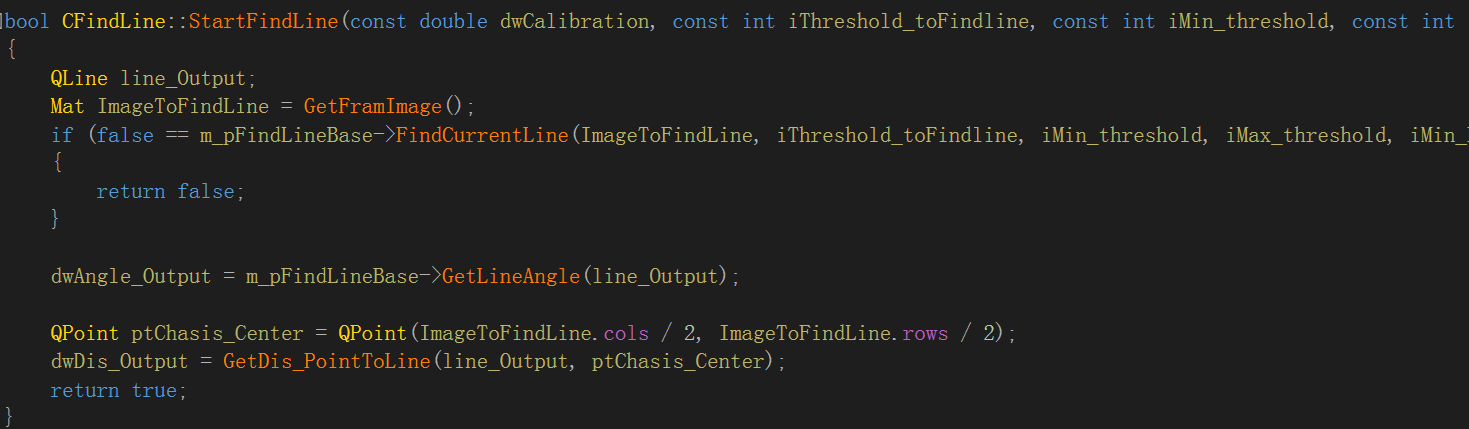 bool CFindLine::StartFindLine(const double dwCalibration, const int iThreshold_toFindline, const int iMin_threshold, const int
{
QLine line_Output;
Mat ImageToFindLine = GetFramImage();
if (false == m_pFindLineBase->FindCurrentLine(ImageToFindLine, iThreshold_toFindline, iMin_threshold, iMax_threshold, iMin_
{
return false;
}
dwAngle_Output = m_pFindLineBase->GetLineAngle(line_Output);
QPoint ptChasis_Center = QPoint(ImageToFindLine.cols / 2, ImageToFindLine.rows / 2);
dwDis_Output = GetDis_PointToLine(line_Output, ptChasis_Center);
return true;
}